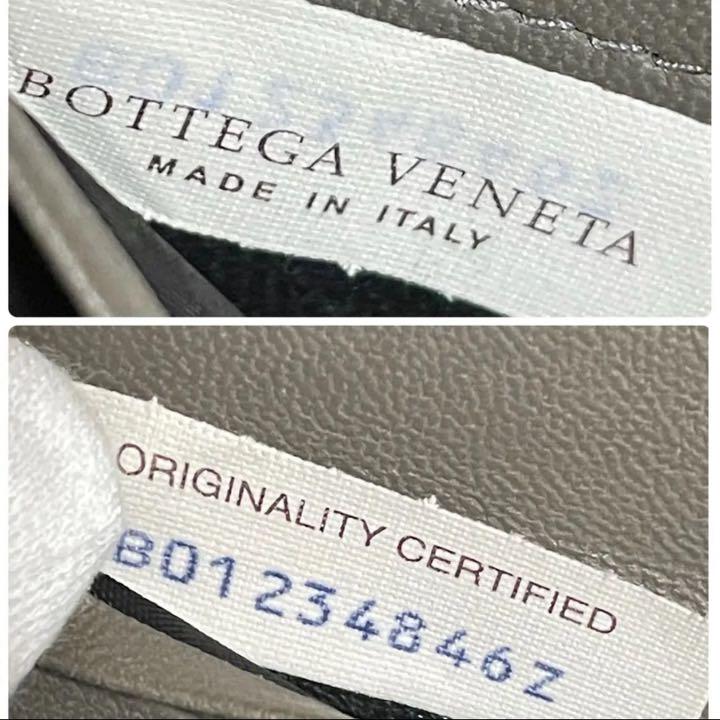 BOTTEGA VENETA
MADE IN ITALY
ORIGINALITY CERTIFIED
B01234846Z